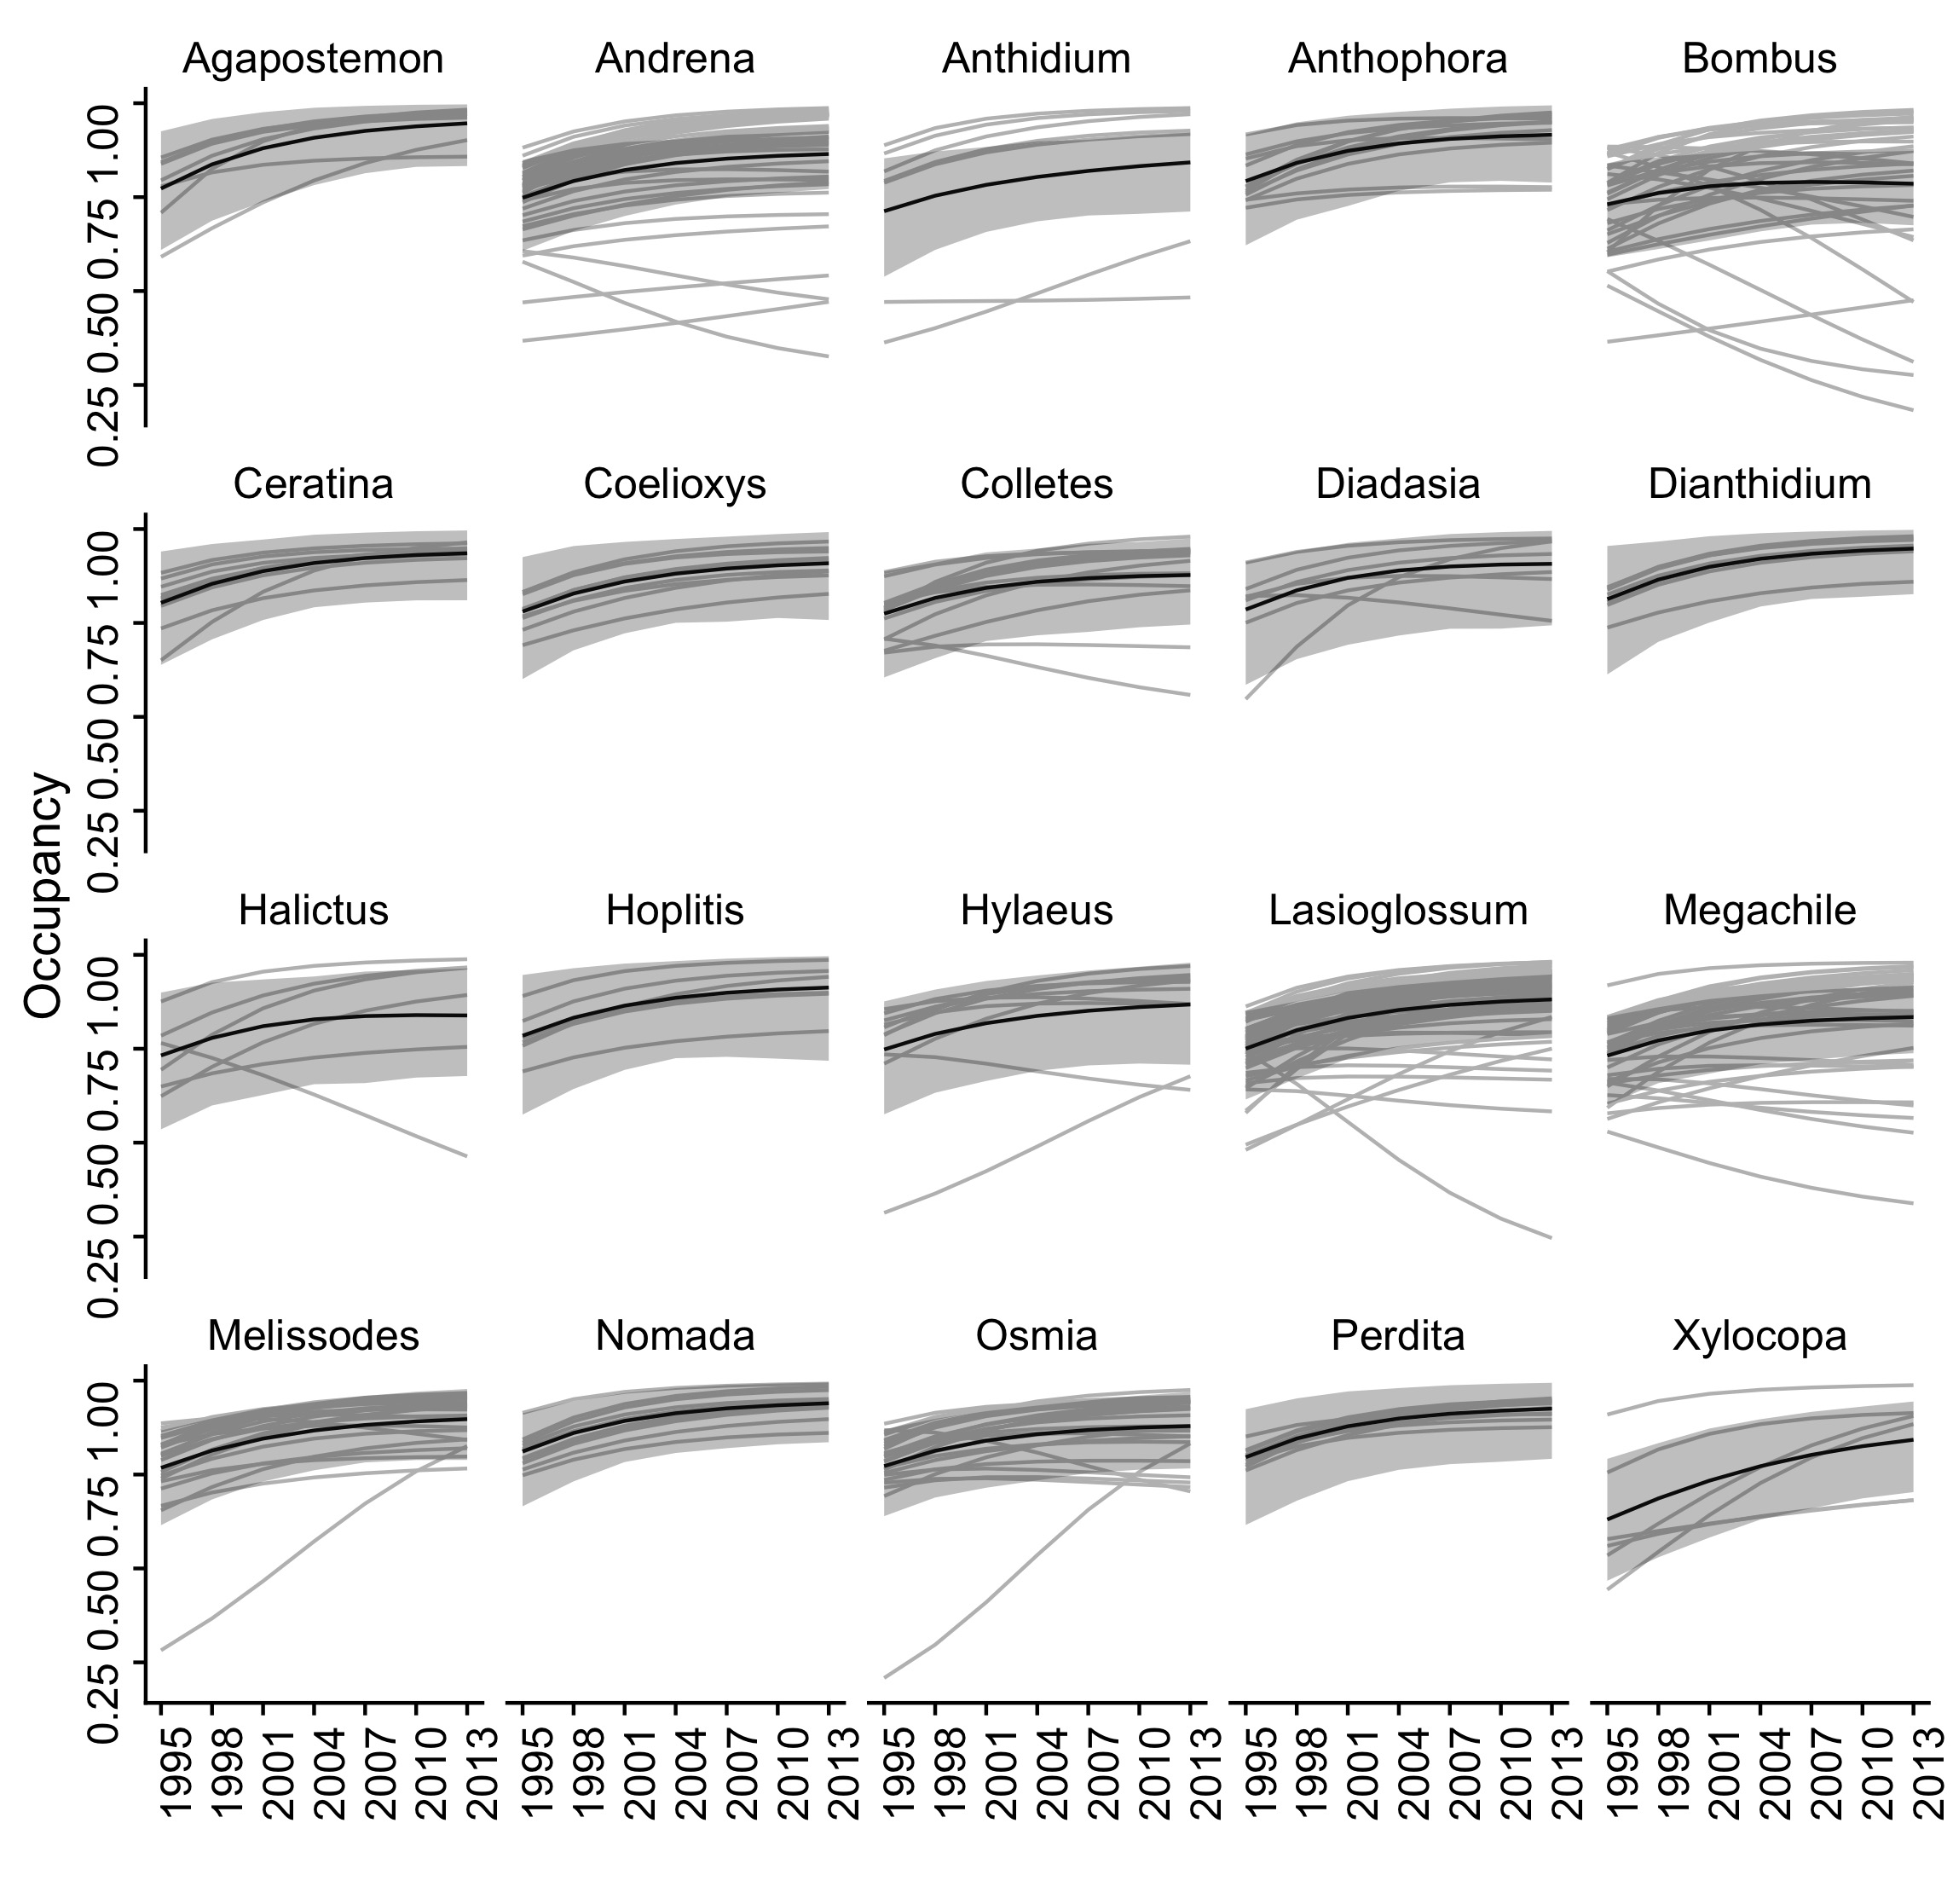 Agapostemon Andrena Anthidium Anthophora Bombus
1.00
0.75
0.50
0.25
Ceratina Coelioxys Colletes Diadasia Dianthidium
1.00
0.75
0.50
0.25
Occupancy
Halictus Hoplitis Hylaeus Lasioglossum Megachile
1.00
0.75
0.50
0.25
Melissodes Nomada Osmia Perdita Xylocopa
1.00
0.75
0.50
0.25
1995 1998 2001 2004 2007 2010 2013 1995 1998 2001 2004 2007 2010 2013 1995 1998 2001 2004 2007 2010 2013 1995 1998 2001 2004 2007 2010 2013 1995 1998 2001 2004 2007 2010 2013